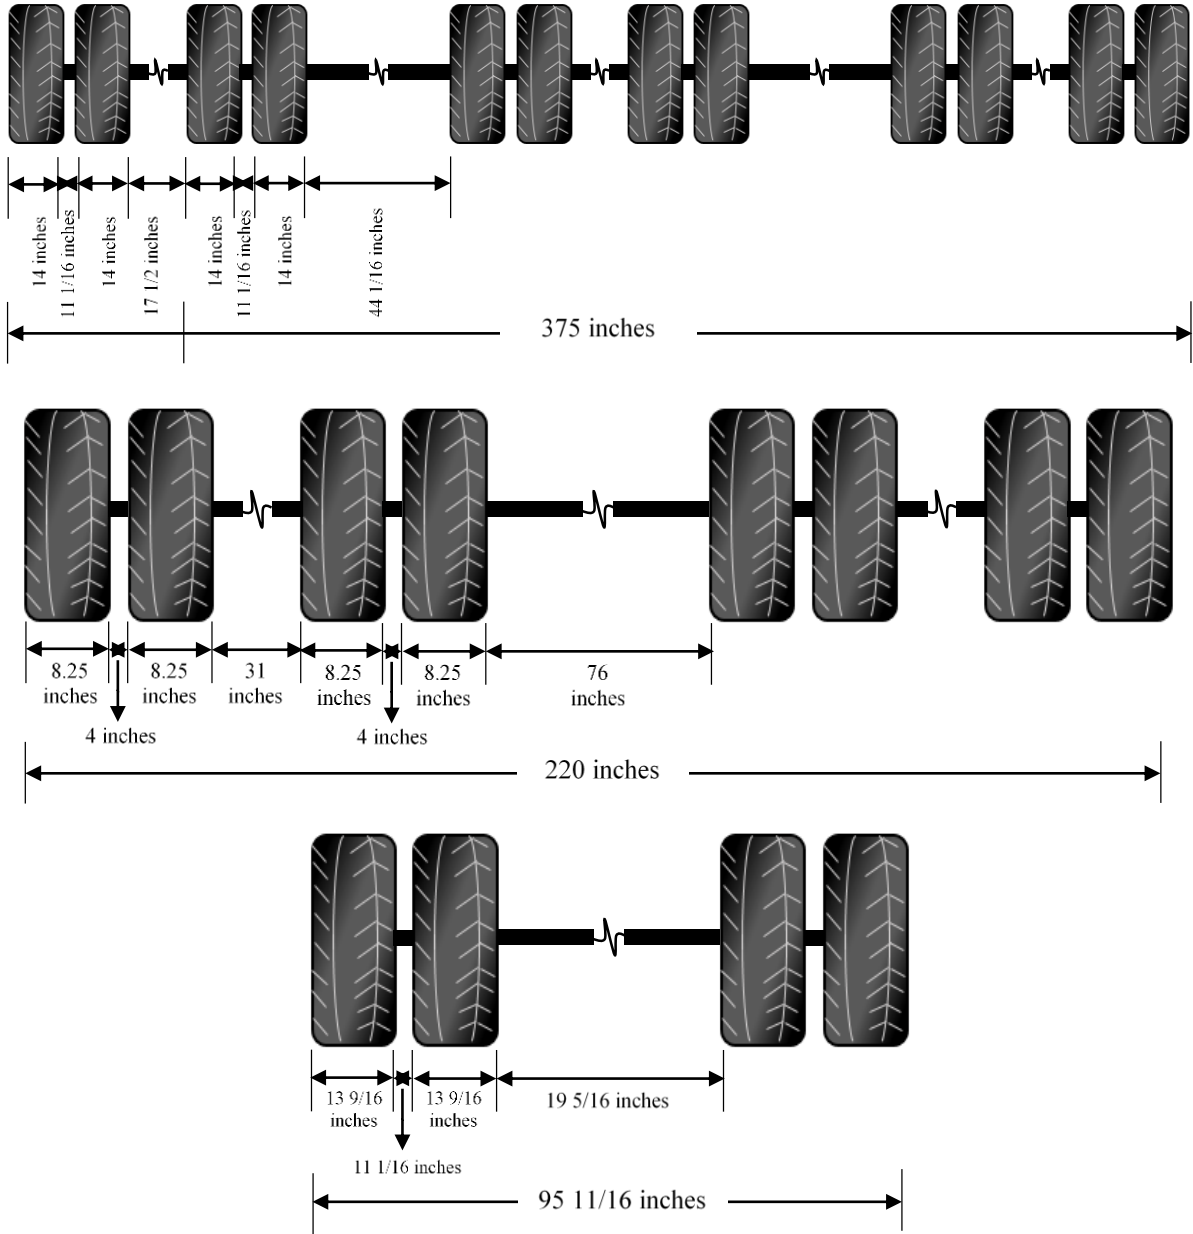 14 inches
11 1/16 inches
14 inches
17 1/2 inches
14 inches
11 1/16 inches
14 inches
44 1/16 inches
375 inches
8.25
inches
8.25
inches
31
inches
8.25
inches
8.25
inches
76
inches
4 inches
4 inches
220 inches
13 9/16
inches
13 9/16
inches
19 5/16 inches
11 1/16 inches
95 11/16 inches